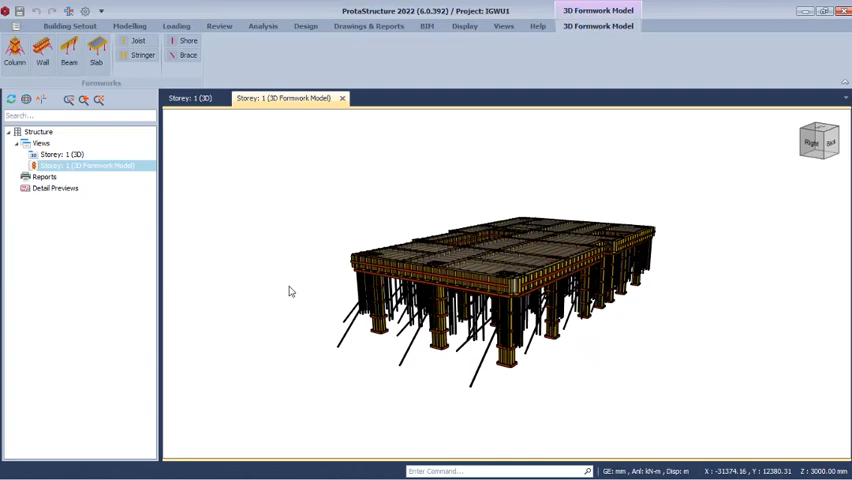 ProtaStructure 2022 (6.0.392) / Project: IGWU1
3D Formwork Model
Building Setout Modelling Loading Review Analysis Design Drawings & Reports BIM Display View Notes Help 3D Formwork Model
Joist Shore
Stringer Brace
Column Wall Beam Slab
Formworks
Storey: 1 (3D) Storey: 1 (3D Formwork Model)
Search...
Structure
Views
Storey: 1 (3D)
Storey: 1 (3D Formwork Model)
Reports
Detail Previews
Right
Enter Command...
GE: mm, Anl: kN-m, Disp: m X : -31374.16, Y : 12380.31 Z : 3000.00 mm